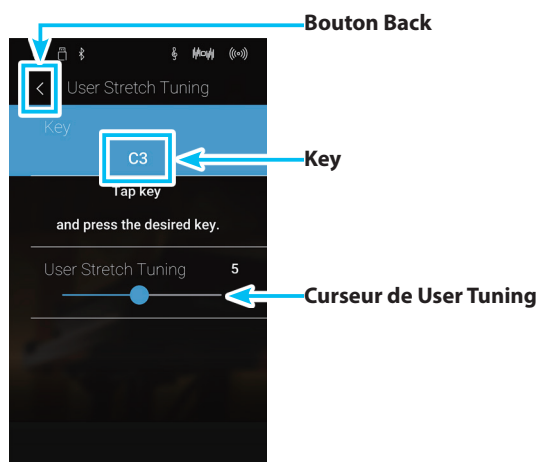 Bouton Back
User Stretch Tuning
Key
C3
Key
Tap key
and press the desired key.
User Stretch Tuning 5
Curseur de User Tuning